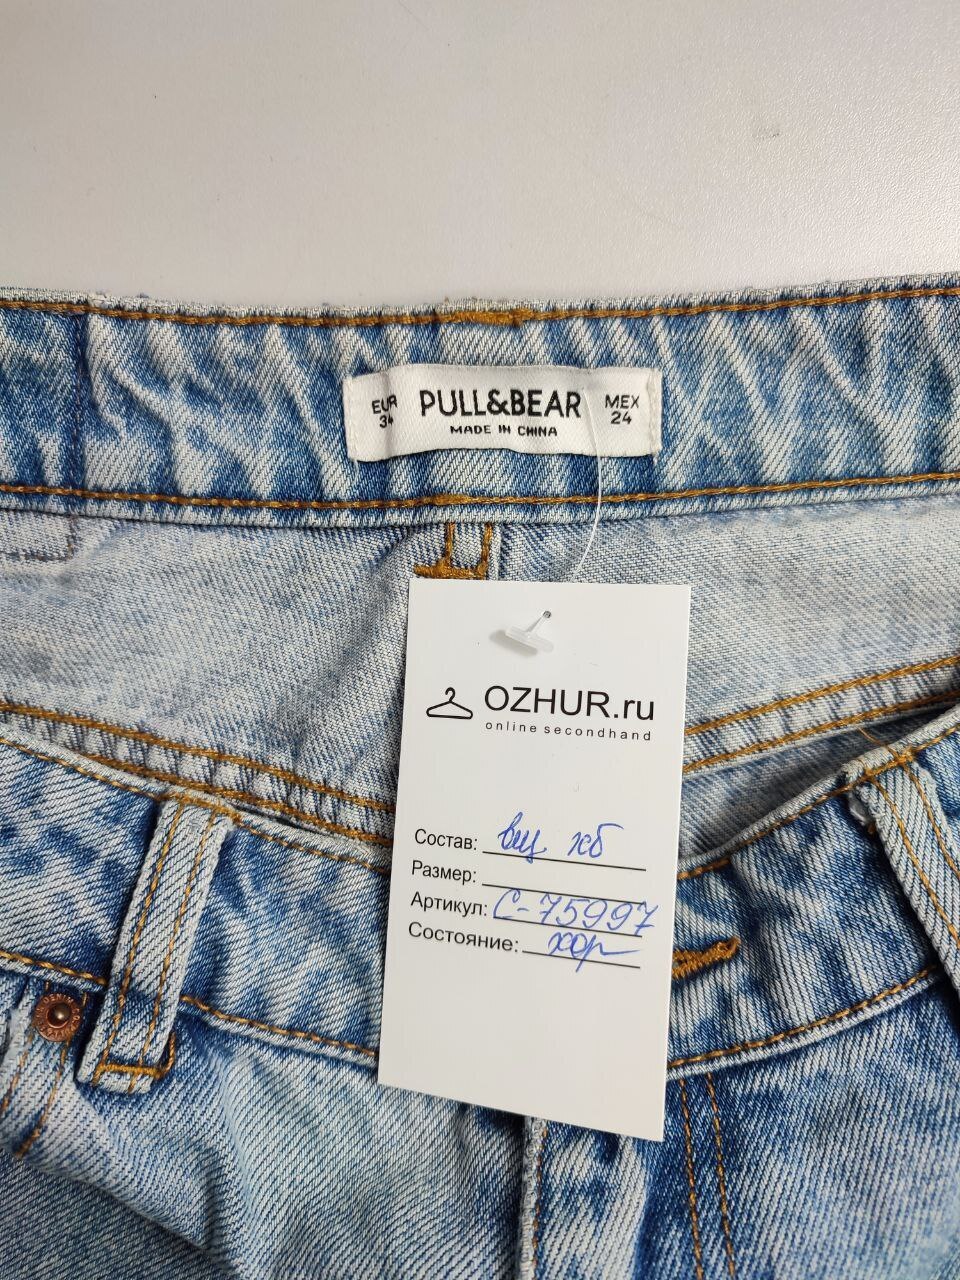 EUR 34
PULL&BEAR
MADE IN CHINA
MEX 24
OZHUR.ru
online secondhand
Состав: виц хб
Размер:
Артикул: С-75997
Состояние: хор